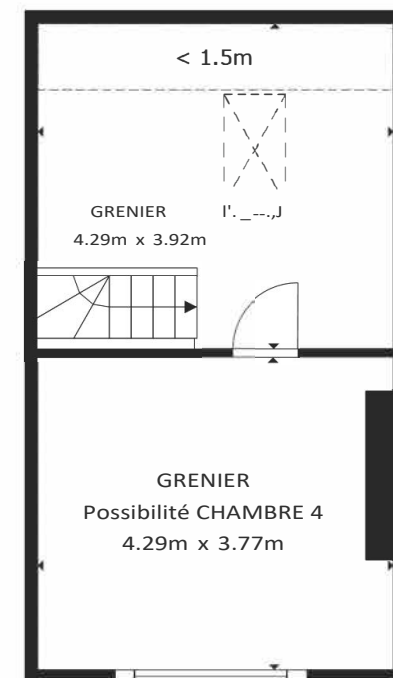 < 1.5m
GRENIER
4.29m x 3.92m
GRENIER
Possibilité CHAMBRE 4
4.29m x 3.77m